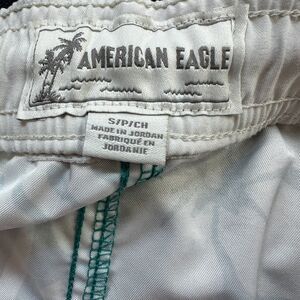 AMERICAN EAGLE
S/P/CH
MADE IN JORDAN
FABRIQUÉ EN
JORDANIE